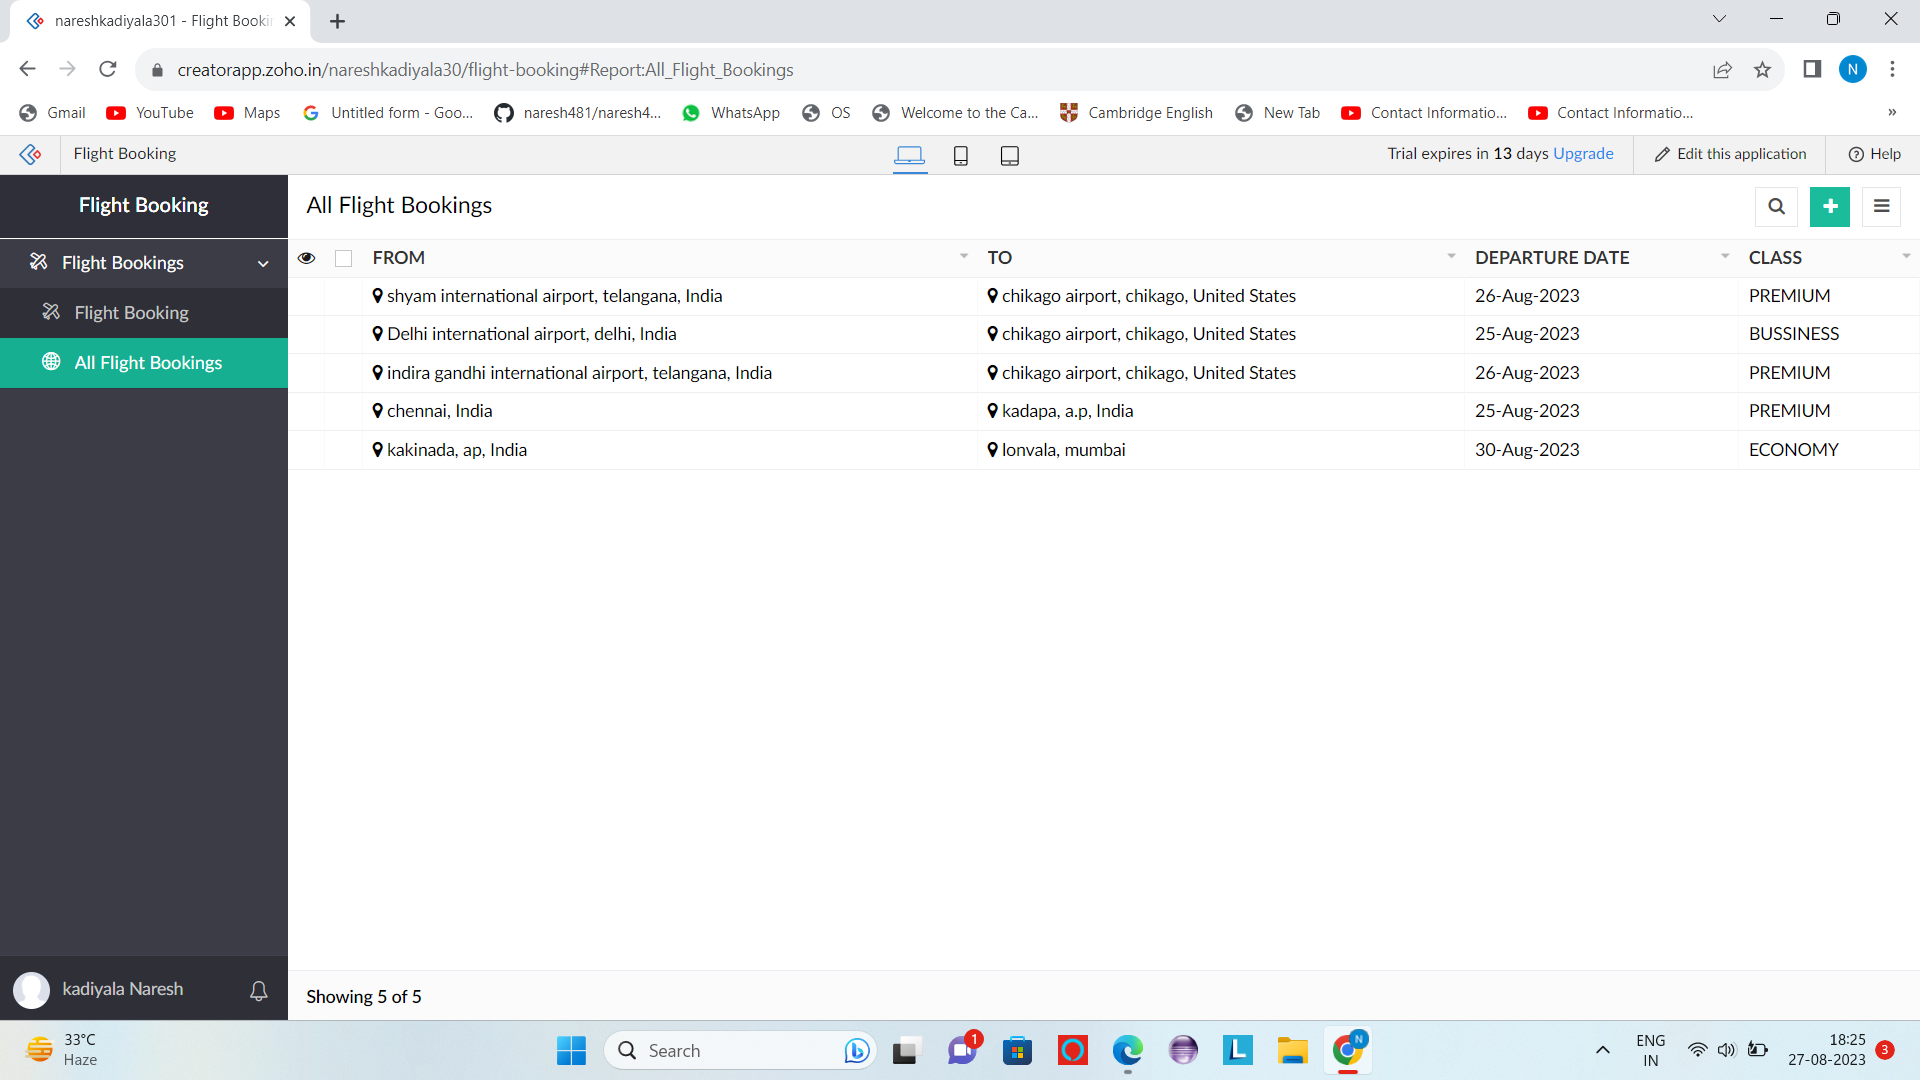 nareshkadiyala301 - Flight Bookin
creatorapp.zoho.in/nareshkadiyala30/flight-booking#Report:All_Flight_Bookings
N
Gmail YouTube Maps Untitled form - Goo... naresh481/naresh4... WhatsApp OS Welcome to the Ca... Cambridge English New Tab Contact Informatio... Contact Informatio... »
Flight Booking
Trial expires in 13 days Upgrade Edit this application Help
Flight Booking
All Flight Bookings
Flight Bookings
Flight Booking
All Flight Bookings
FROM TO DEPARTURE DATE CLASS
shyam international airport, telangana, India chikago airport, chikago, United States 26-Aug-2023 PREMIUM
Delhi international airport, delhi, India chikago airport, chikago, United States 25-Aug-2023 BUSSINESS
indira gandhi international airport, telangana, India chikago airport, chikago, United States 26-Aug-2023 PREMIUM
chennai, India kadapa, a.p, India 25-Aug-2023 PREMIUM
kakinada, ap, India lonvala, mumbai 30-Aug-2023 ECONOMY
kadiyala Naresh
Showing 5 of 5
33°C
Haze
Search
1
L
N
ENG
IN
18:25
27-08-2023
3